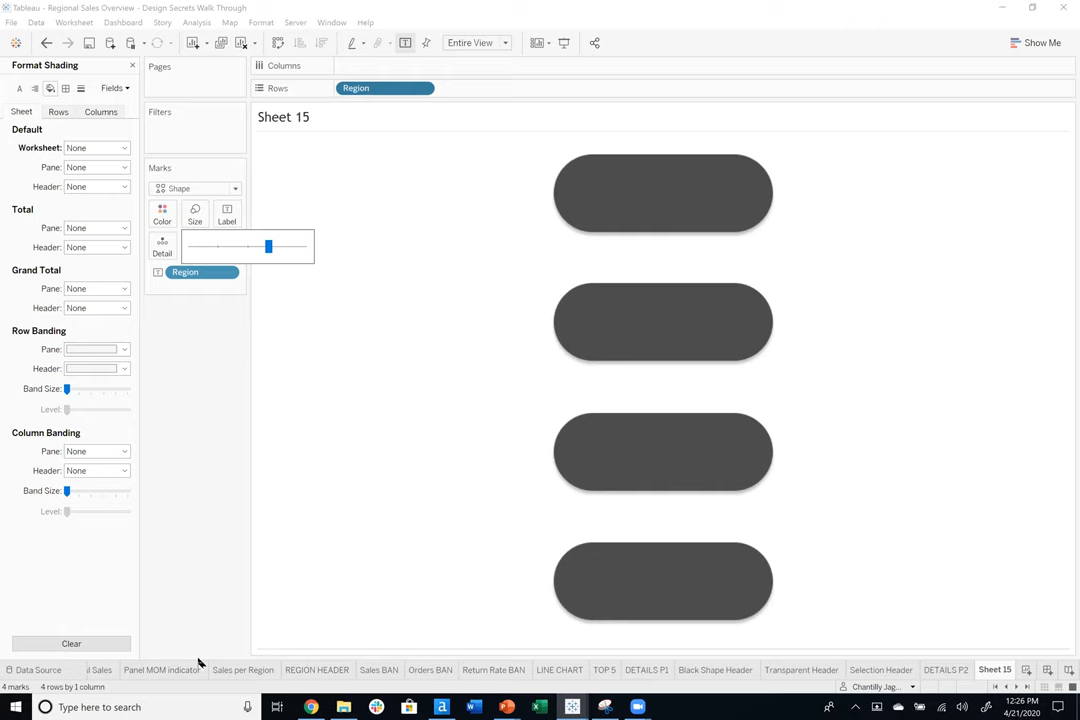 Tableau - Regional Sales Overview - Design Secrets Walk Through
File Data Worksheet Dashboard Story Analysis Map Format Server Window Help
Entire View
Show Me
Format Shading
Fields
Sheet Rows Columns
Default
Worksheet: None
Pane: None
Header: None
Total
Pane: None
Header: None
Grand Total
Pane: None
Header: None
Row Banding
Pane:
Header:
Band Size:
Level:
Column Banding
Pane: None
Header: None
Band Size:
Level:
Clear
Pages
Filters
Marks
Shape
Color Size Label
Detail
Region
Columns
Rows Region
Sheet 15
Data Source il Sales Panel MOM indicator Sales per Region REGION HEADER Sales BAN Orders BAN Return Rate BAN LINE CHART TOP 5 DETAILS P1 Black Shape Header Transparent Header Selection Header DETAILS P2 Sheet 15
4 marks 4 rows by 1 column
Chantilly Jag...
Type here to search
12:26 PM
4/21/2020